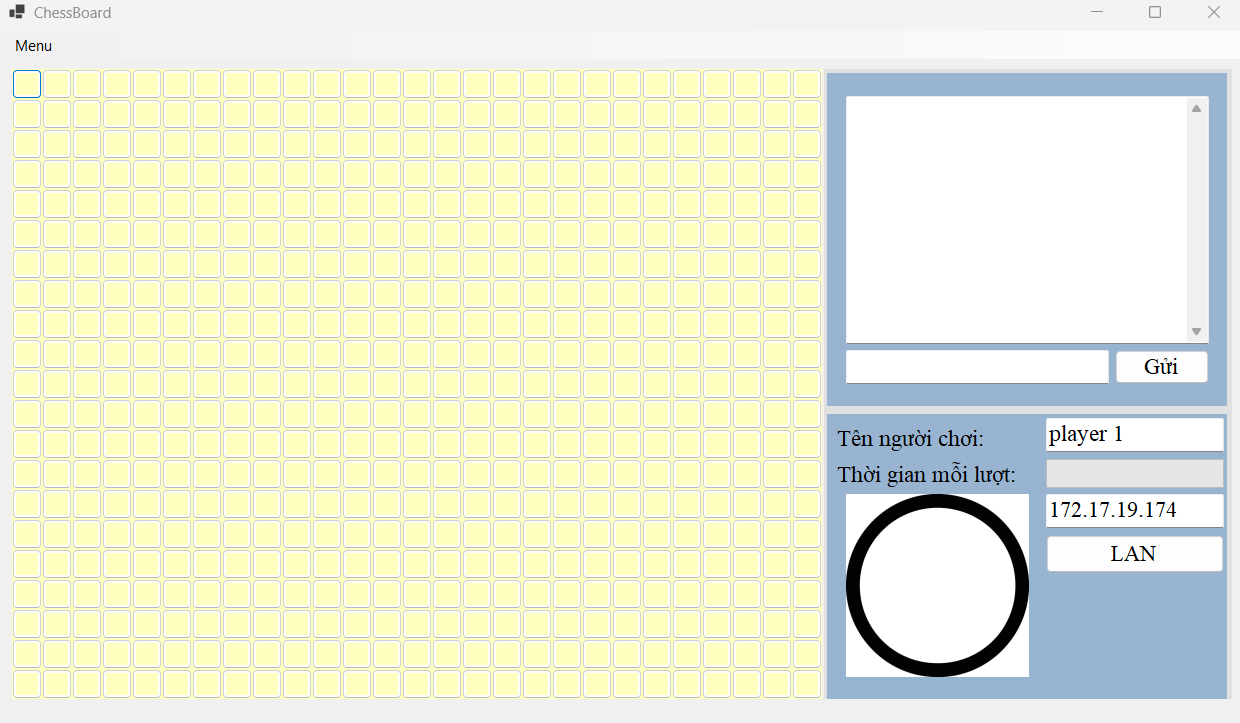 ChessBoard
Menu
Gửi
Tên người chơi:
player 1
Thời gian mỗi lượt:
172.17.19.174
LAN